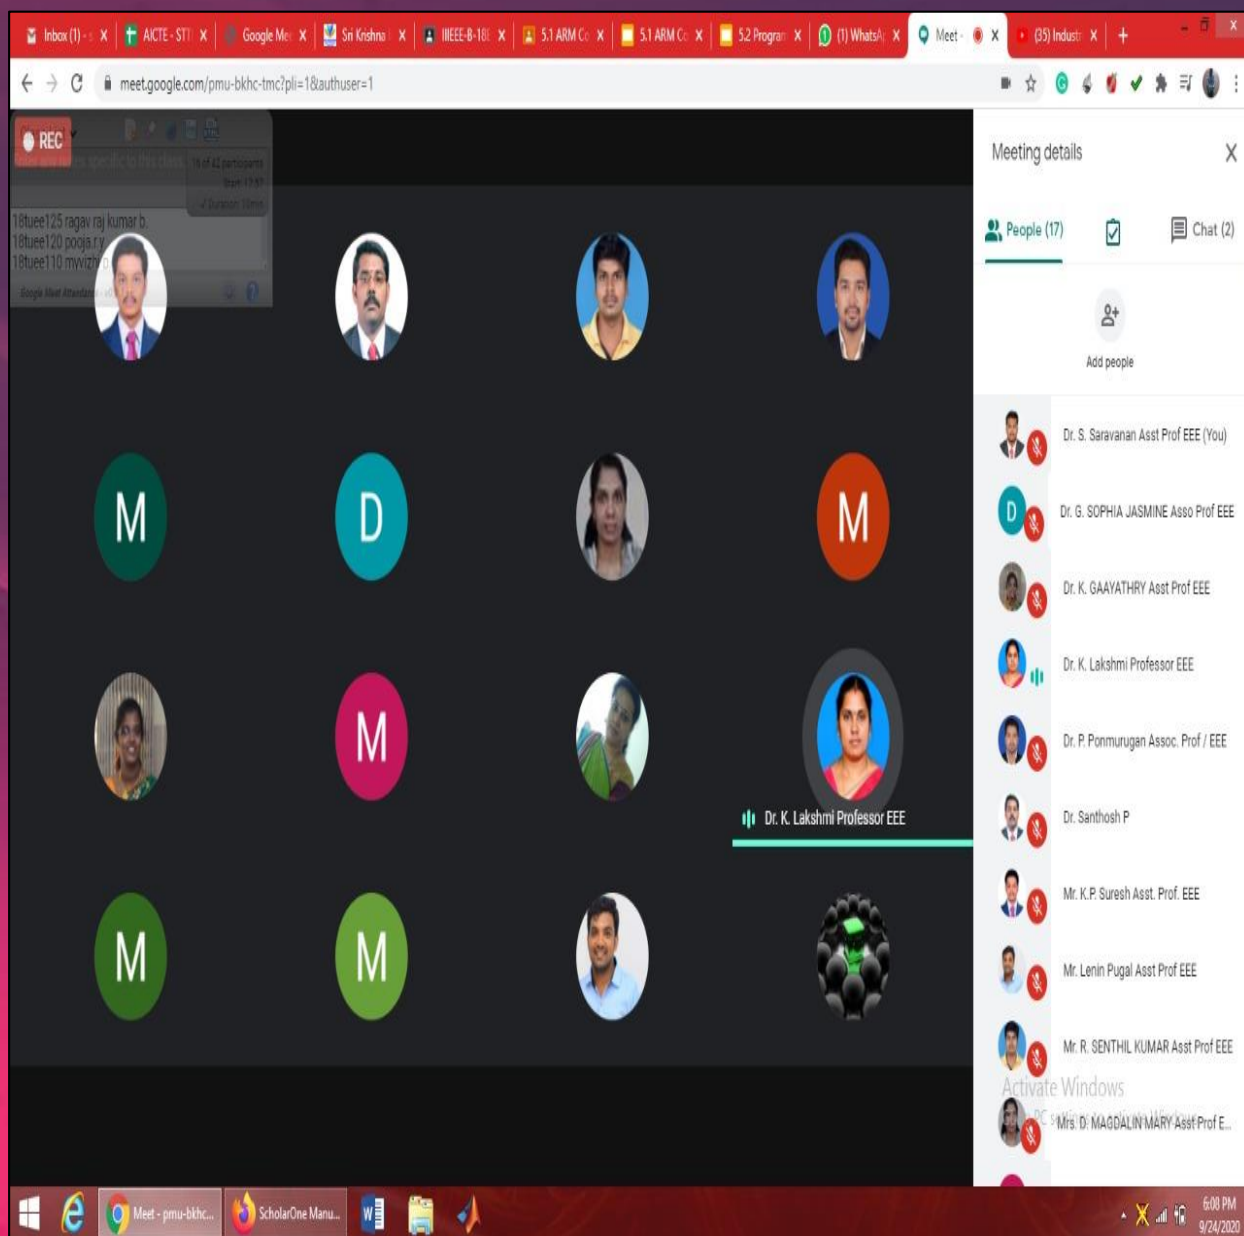 Inbox (1) - s
AICTE - STT
Google Mee
Sri Krishna
IIIEEE-B-18E
5.1 ARM Co
5.1 ARM Co
5.2 Program
(1) WhatsA
Meet -
(35) Industr
meet.google.com/pmu-bkhc-tmc?pli=1&authuser=1
REC
18tuee125 ragav raj kumar b.
18tuee120 pooja.r.y
18tuee110 myvizhi
Meeting details
People (17)
Chat (2)
Add people
M
D
M
M
Dr. K. Lakshmi Professor EEE
M
M
Dr. S. Saravanan Asst Prof EEE (You)
D
Dr. G. SOPHIA JASMINE Asso Prof EEE
Dr. K. GAAYATHRY Asst Prof EEE
Dr. K. Lakshmi Professor EEE
Dr. P. Ponmurugan Assoc. Prof / EEE
Dr. Santhosh P
Mr. K.P. Suresh Asst. Prof. EEE
Mr. Lenin Pugal Asst Prof EEE
Mr. R. SENTHIL KUMAR Asst Prof EEE
Activate Windows
Mrs. D. MAGDALIN MARY Asst Prof E...
Meet - pmu-bkhc...
ScholarOne Manu...
6:08 PM
9/24/2020